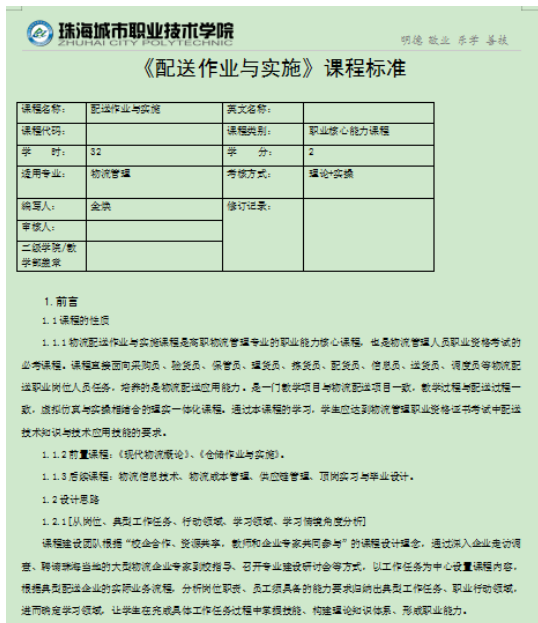 珠海城市职业技术学院
ZHUHAI CITY POLYTECHNIC
明德 敬业 乐学 善技
《配送作业与实施》课程标准
课程名称： 配送作业与实施 英文名称：
课程代码： 课程类别： 职业核心能力课程
学 时： 32 学 分： 2
适用专业： 物流管理 考核方式： 理论+实操
编写人： 金焕 修订记录：
审核人：
二级学院/教
学部盖章
1.前言
1.1课程的性质
1.1.1物流配送作业与实施课程是高职物流管理专业的职业能力核心课程，也是物流管理人员职业资格考试的
必考课程。课程直接面向采购员、验货员、保管员、理货员、拣货员、配货员、信息员、送货员、调度员等物流配
送职业岗位人员任务，培养的是物流配送应用能力。是一门教学项目与物流配送项目一致，教学过程与配送过程一
致，虚拟仿真与实操相结合的理实一体化课程。通过本课程的学习，学生应达到物流管理职业资格证书考试中配送
技术知识与技术应用技能的要求。
1.1.2前置课程：《现代物流概论》、《仓储作业与实施》。
1.1.3后续课程：物流信息技术、物流成本管理、供应链管理、顶岗实习与毕业设计。
1.2设计思路
1.2.1[从岗位、典型工作任务、行动领域、学习领域、学习情境角度分析]
课程建设团队根据“校企合作、资源共享，教师和企业专家共同参与”的课程设计理念，通过深入企业走访调
查、聘请珠海当地的大型物流企业专家到校指导、召开专业建设研讨会等方式，以工作任务为中心设置课程内容，
根据典型配送企业的实际业务流程，分析岗位职责、员工须具备的能力要求归纳出典型工作任务、职业行动领域，
进而确定学习领域，让学生在完成具体工作任务过程中掌握技能、构建理论知识体系、形成职业能力。